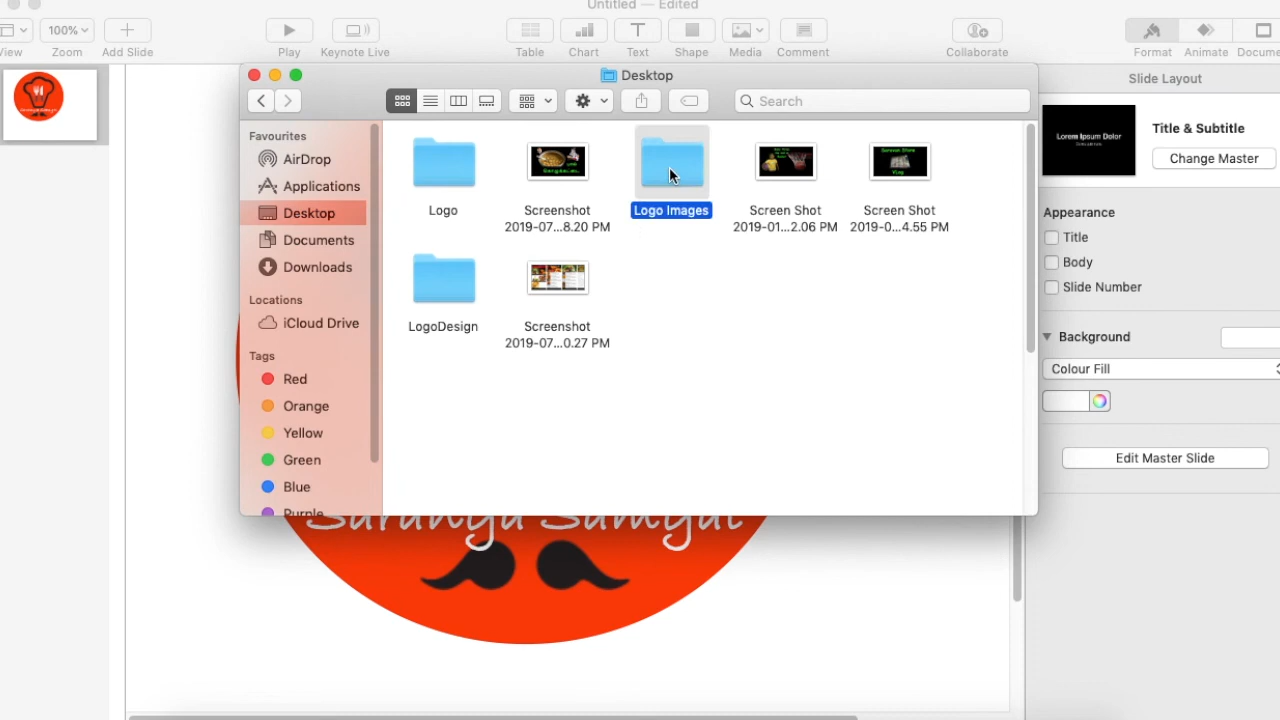 Untitled — Edited
View
100%
Zoom
Add Slide
Play
Keynote Live
Table
Chart
Text
Shape
Media
Comment
Collaborate
Format
Animate
Docume
Desktop
Search
Favourites
AirDrop
Applications
Desktop
Documents
Downloads
Locations
iCloud Drive
Tags
Red
Orange
Yellow
Green
Blue
Purple
Logo
Screenshot
2019-07...8.20 PM
Logo Images
Screen Shot
2019-01...2.06 PM
Screen Shot
2019-0...4.55 PM
LogoDesign
Screenshot
2019-07...0.27 PM
Slide Layout
Lorem Ipsum Dolor
Title & Subtitle
Change Master
Appearance
Title
Body
Slide Number
Background
Colour Fill
Edit Master Slide
Saranya Samyal